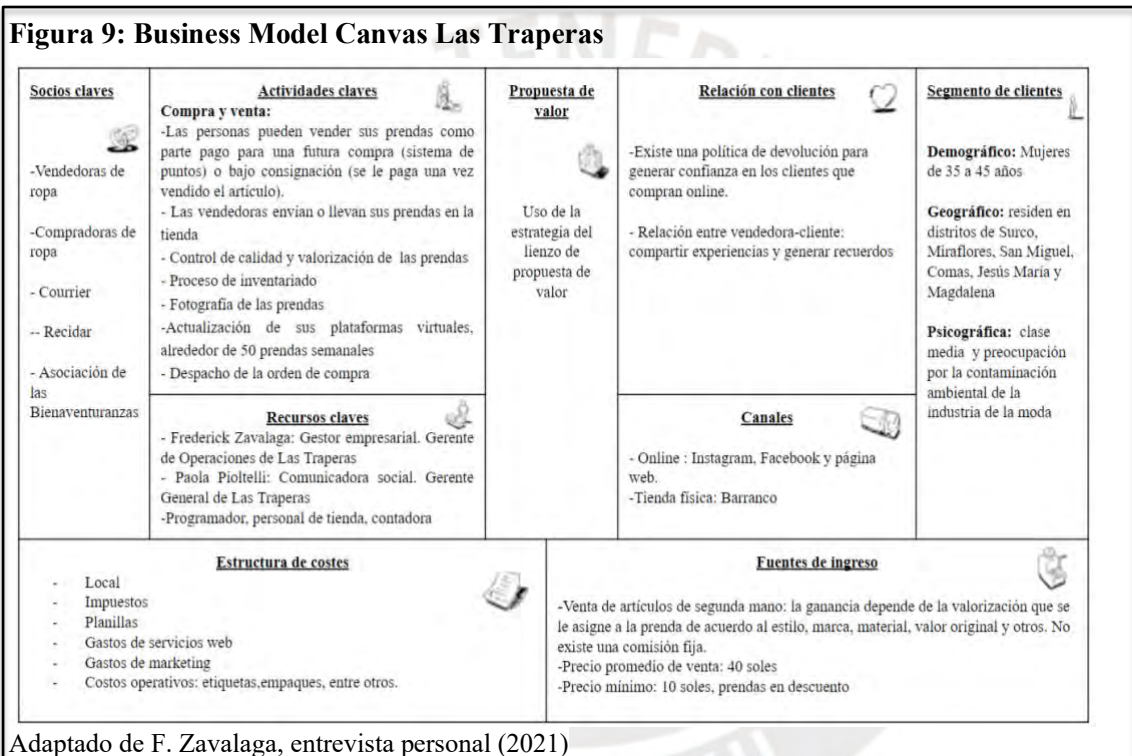 Figura 9: Business Model Canvas Las Traperas
Socios claves
-Vendedoras de
ropa
-Compradoras de
ropa
- Courrier
-- Recidar
- Asociación de
las
Bienaventuranzas
Actividades claves
Compra y venta:
-Las personas pueden vender sus prendas como
parte pago para una futura compra (sistema de
puntos) o bajo consignación (se le paga una vez
vendido el artículo).
- Las vendedoras envían o llevan sus prendas en la
tienda
- Control de calidad y valorización de las prendas
- Proceso de inventariado
- Fotografía de las prendas
-Actualización de sus plataformas virtuales,
alrededor de 50 prendas semanales
- Despacho de la orden de compra
Recursos claves
- Frederick Zavalaga: Gestor empresarial. Gerente
de Operaciones de Las Traperas
- Paola Pioltelli: Comunicadora social. Gerente
General de Las Traperas
-Programador, personal de tienda, contadora
Propuesta de
valor
Uso de la
estrategia del
lienzo de
propuesta de
valor
Relación con clientes
-Existe una política de devolución para
generar confianza en los clientes que
compran online.
- Relación entre vendedora-cliente:
compartir experiencias y generar recuerdos
Canales
- Online : Instagram, Facebook y página
web.
-Tienda física: Barranco
Segmento de clientes
Demográfico: Mujeres
de 35 a 45 años
Geográfico: residen en
distritos de Surco,
Miraflores, San Miguel,
Comas, Jesús María y
Magdalena
Psicográfica: clase
media y preocupación
por la contaminación
ambiental de la
industria de la moda
Estructura de costes
- Local
- Impuestos
- Planillas
- Gastos de servicios web
- Gastos de marketing
- Costos operativos: etiquetas,empaques, entre otros.
Fuentes de ingreso
-Venta de artículos de segunda mano: la ganancia depende de la valorización que se
le asigne a la prenda de acuerdo al estilo, marca, material, valor original y otros. No
existe una comisión fija.
-Precio promedio de venta: 40 soles
-Precio mínimo: 10 soles, prendas en descuento
Adaptado de F. Zavalaga, entrevista personal (2021)